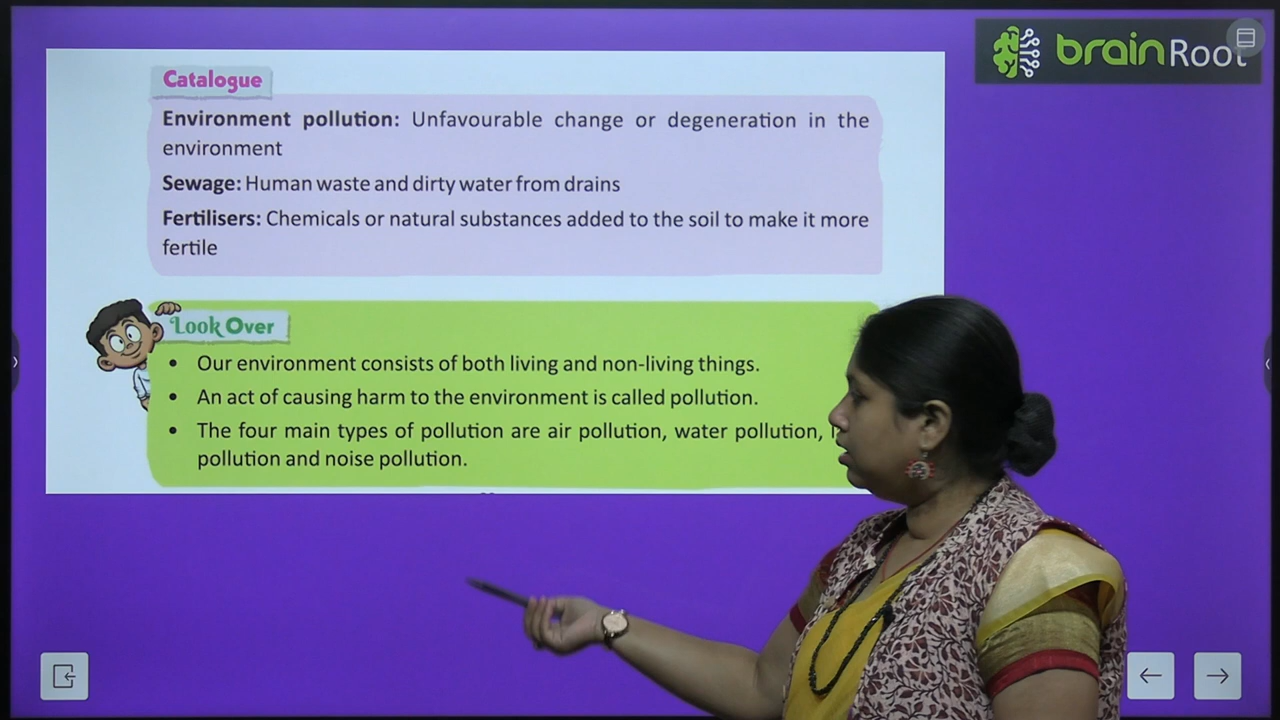 brainRoot
Catalogue
Environment pollution: Unfavourable change or degeneration in the
environment
Sewage: Human waste and dirty water from drains
Fertilisers: Chemicals or natural substances added to the soil to make it more
fertile
Look Over
• Our environment consists of both living and non-living things.
• An act of causing harm to the environment is called pollution.
• The four main types of pollution are air pollution, water pollution,
pollution and noise pollution.